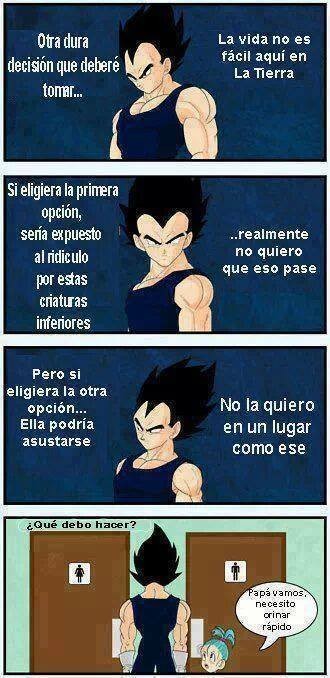 Otra dura
decisión que deberé
tomar...
La vida no es
fácil aquí en
La Tierra
Si eligiera la primera
opción,
sería expuesto
al ridiculo
por estas
criaturas
inferiores
..realmente
no quiero
que eso pase
Pero si
eligiera la otra
opción...
Ella podría
asustarse
No la quiero
en un lugar
como ese
¿Qué debo hacer?
Papá vamos,
necesito
orinar
rápido